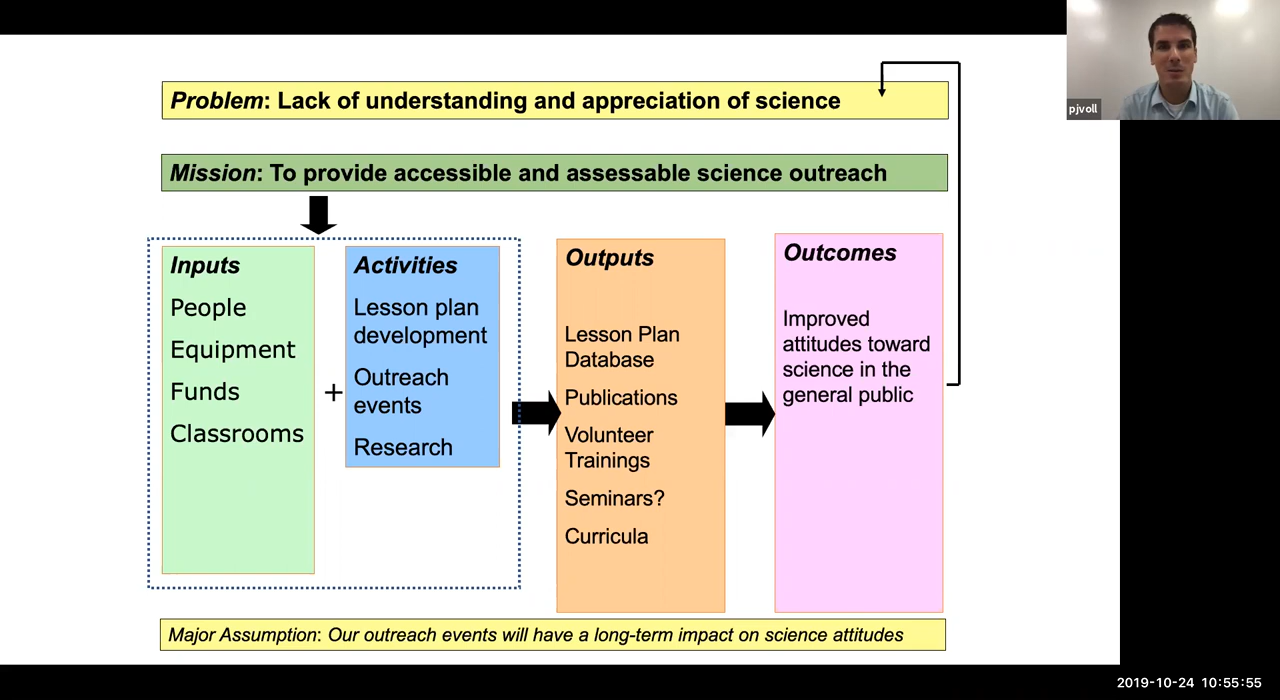 pjvoll
Problem: Lack of understanding and appreciation of science
Mission: To provide accessible and assessable science outreach
Inputs
People
Equipment
Funds
Classrooms
+
Activities
Lesson plan
development
Outreach
events
Research
Outputs
Lesson Plan
Database
Publications
Volunteer
Trainings
Seminars?
Curricula
Outcomes
Improved
attitudes toward
science in the
general public
Major Assumption: Our outreach events will have a long-term impact on science attitudes
2019-10-24 10:55:55